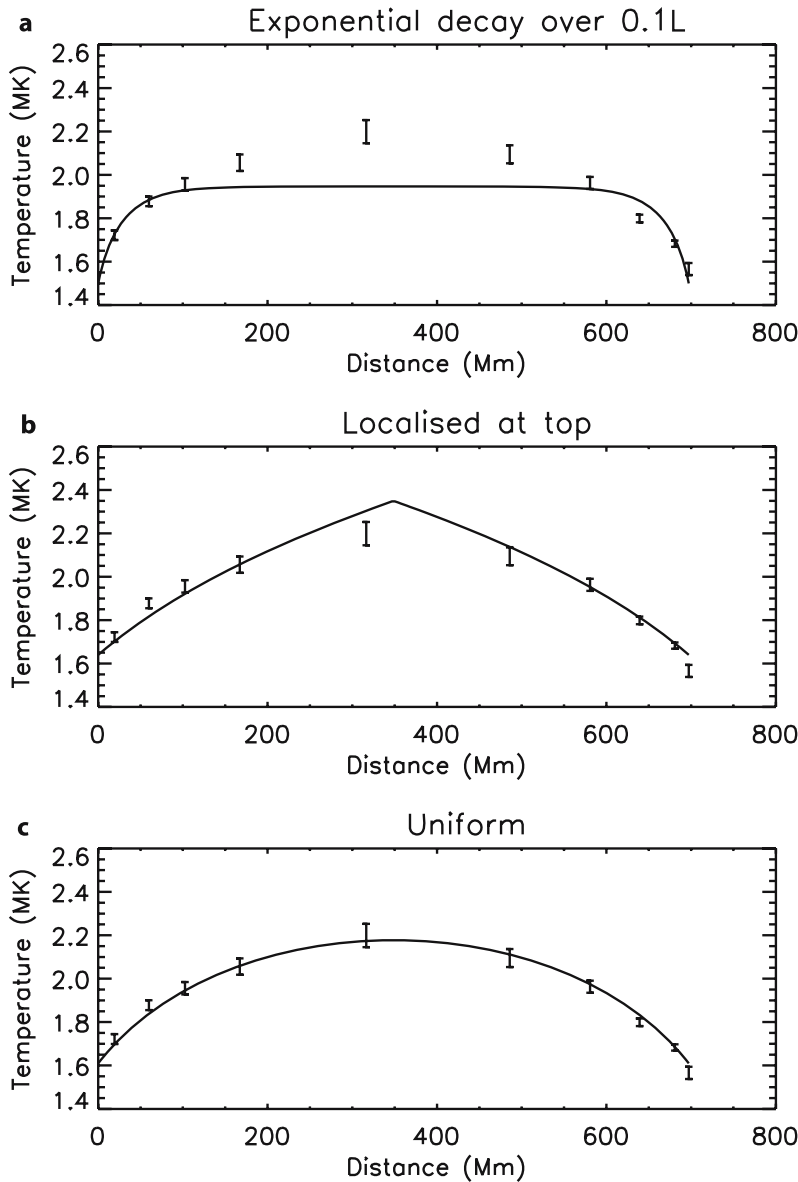 a Exponential decay over 0.1L
Temperature (MK)
2.6
2.4
2.2
2.0
1.8
1.6
1.4
0 200 400 600 800
Distance (Mm)
b Localised at top
Temperature (MK)
2.6
2.4
2.2
2.0
1.8
1.6
1.4
0 200 400 600 800
Distance (Mm)
c Uniform
Temperature (MK)
2.6
2.4
2.2
2.0
1.8
1.6
1.4
0 200 400 600 800
Distance (Mm)